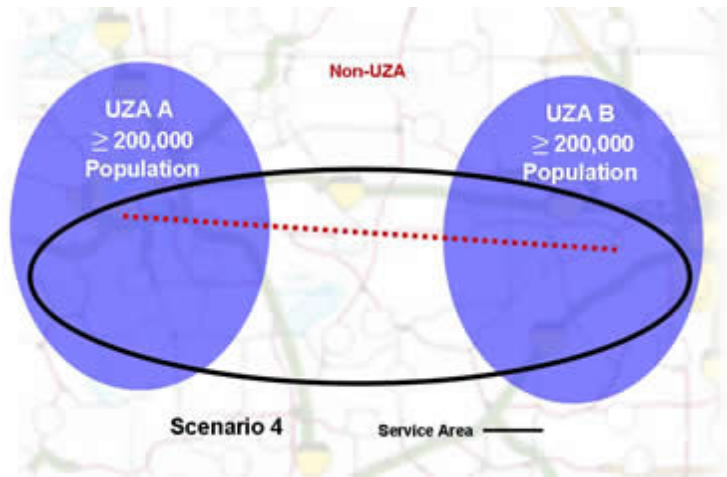 Non-UZA
UZA A
≥ 200,000
Population
UZA B
≥ 200,000
Population
Scenario 4
Service Area